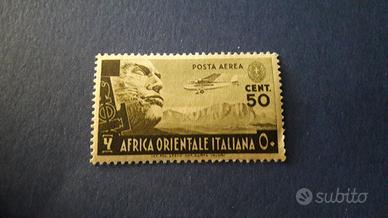 POSTA AEREA
CENT.
50
AFRICA ORIENTALE ITALIANA
subito